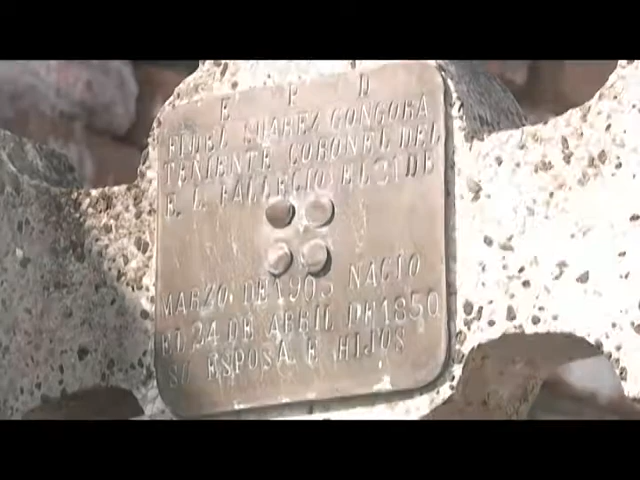 E P D
FIDEL SUAREZ GONGORA
TENIENTE CORONEL DEL
E. L. FALLECIO EL 31 DE
MARZO DE 1905 NACIO
EL 24 DE ABRIL DE 1850
SU ESPOSA E HIJOS